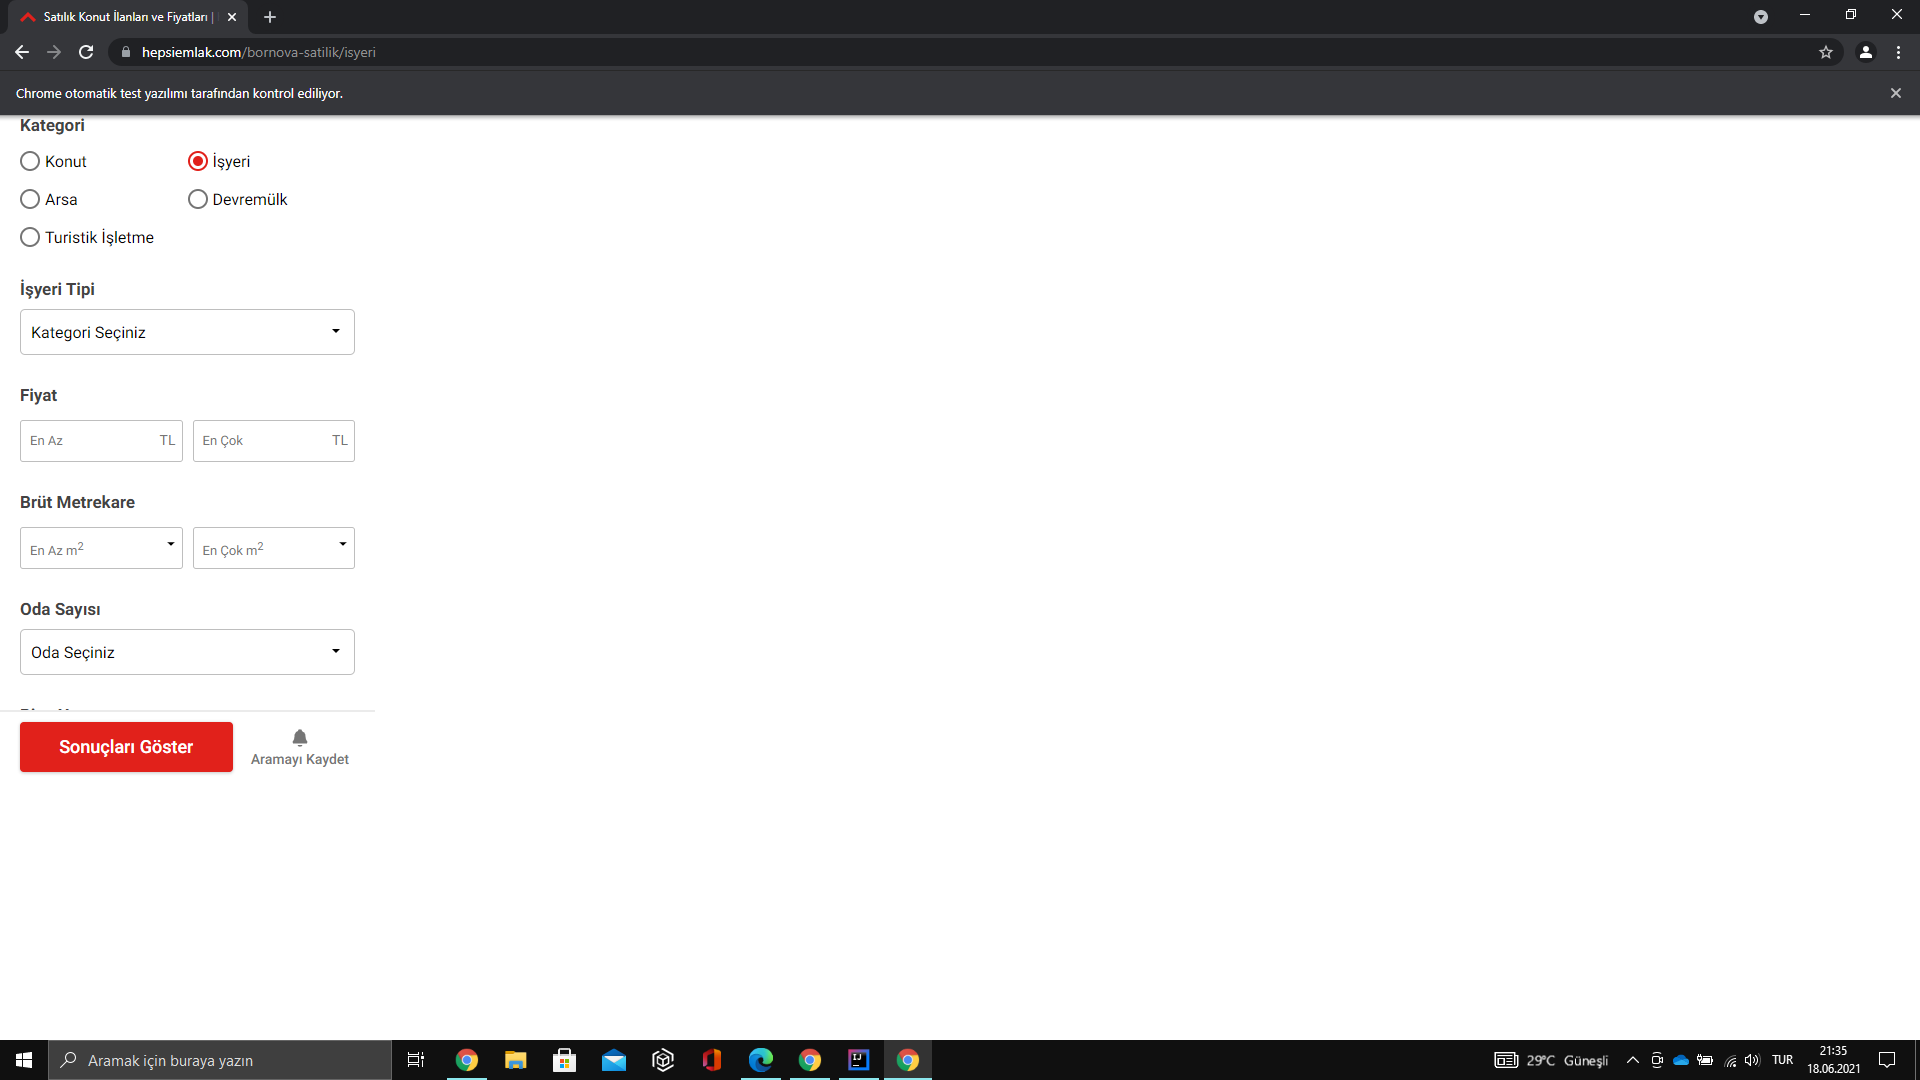 Satılık Konut İlanları ve Fiyatları |
hepsiemlak.com/bornova-satilik/isyeri
Chrome otomatik test yazılımı tarafından kontrol ediliyor.
Kategori
Konut
İşyeri
Arsa
Devremülk
Turistik İşletme
İşyeri Tipi
Kategori Seçiniz
Fiyat
En Az TL
En Çok TL
Brüt Metrekare
En Az m²
En Çok m²
Oda Sayısı
Oda Seçiniz
Sonuçları Göster
Aramayı Kaydet
Aramak için buraya yazın
29°C Güneşli
TUR
21:35
18.06.2021